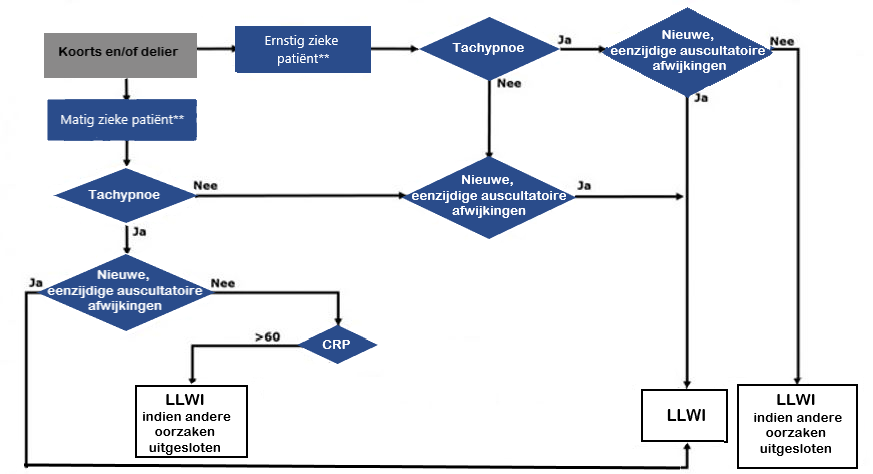 Koorts en/of delier
Ernstig zieke
patiënt**
Tachypnoe
Ja
Nieuwe,
eenzijdige auscultatoire
afwijkingen
Nee
Nee
Ja
Matig zieke patiënt**
Tachypnoe
Nee
Nieuwe,
eenzijdige auscultatoire
afwijkingen
Ja
Ja
Ja
Nieuwe,
eenzijdige auscultatoire
afwijkingen
Nee
>60
CRP
LLWI
indien andere
oorzaken
uitgesloten
LLWI
LLWI
indien andere
oorzaken
uitgesloten